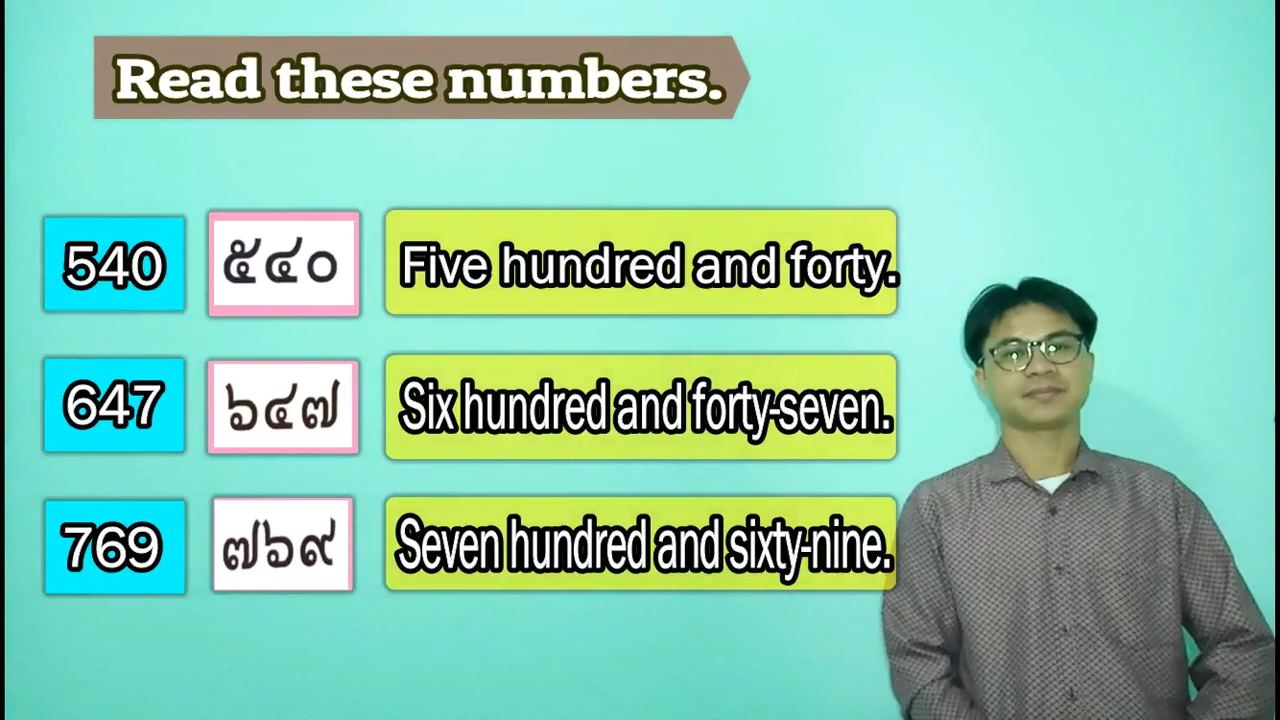 Read these numbers.
540 ๕๔๐ Five hundred and forty.
647 ๖๔๗ Six hundred and forty-seven.
769 ๗๖๙ Seven hundred and sixty-nine.